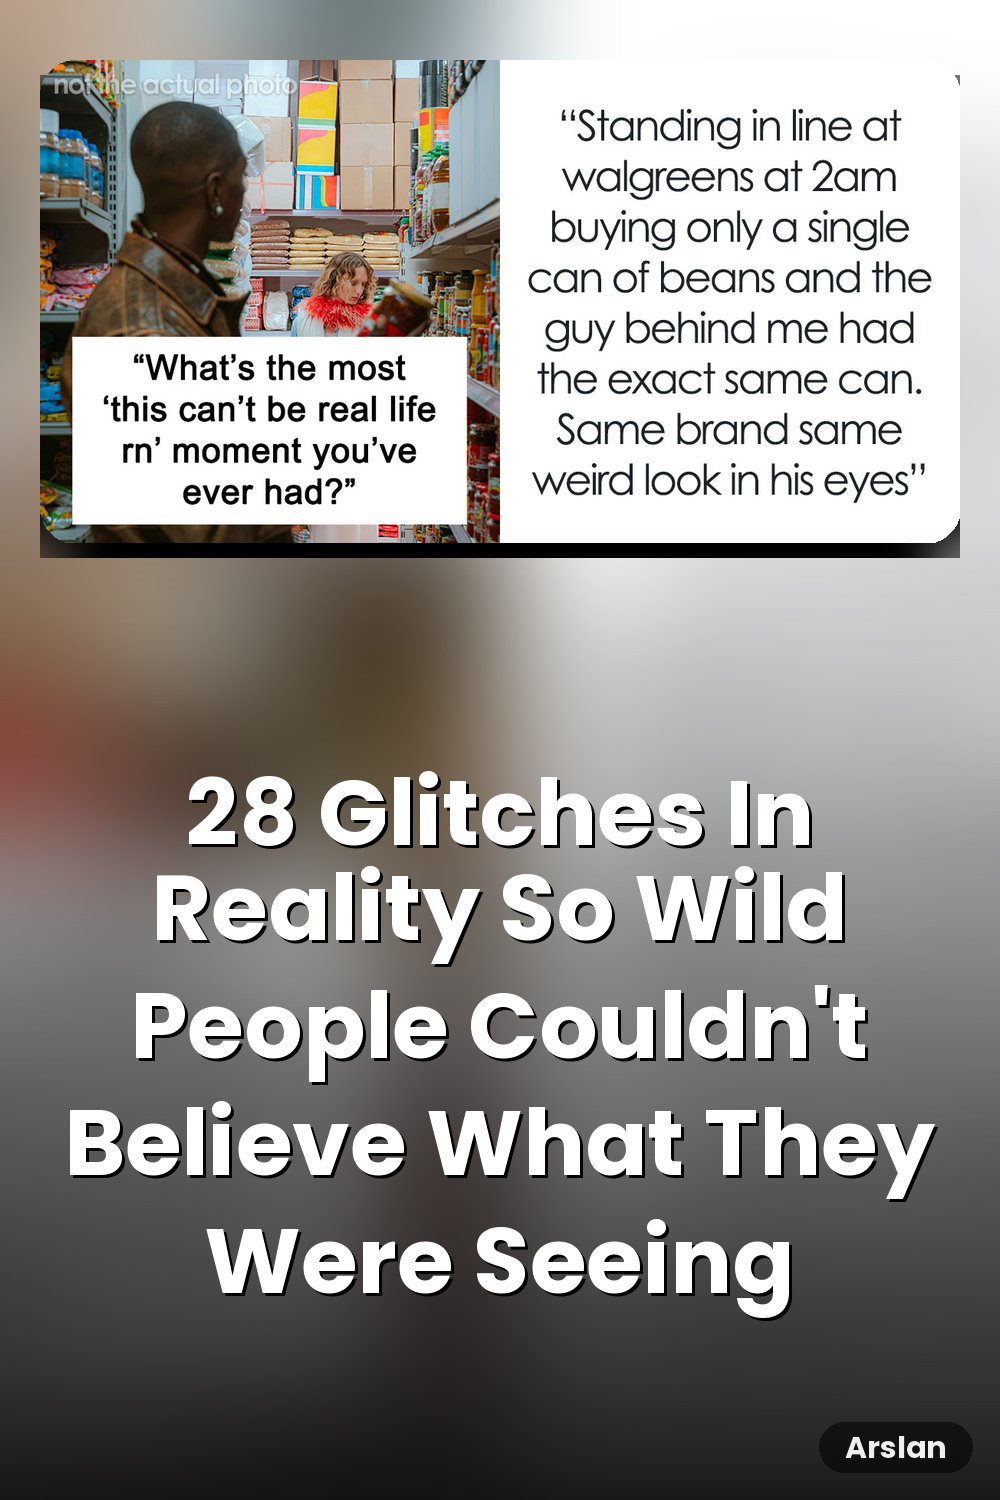 not the actual photo
“What’s the most
‘this can’t be real life
rn’ moment you’ve
ever had?”
“Standing in line at
walgreens at 2am
buying only a single
can of beans and the
guy behind me had
the exact same can.
Same brand same
weird look in his eyes”
28 Glitches In
Reality So Wild
People Couldn't
Believe What They
Were Seeing
Arslan